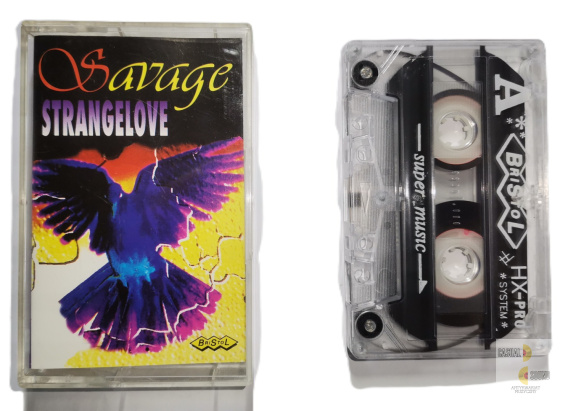 Savage
STRANGELOVE
BRISTOL
A
super music
BRISTOL
HX-PRO
* SYSTEM *